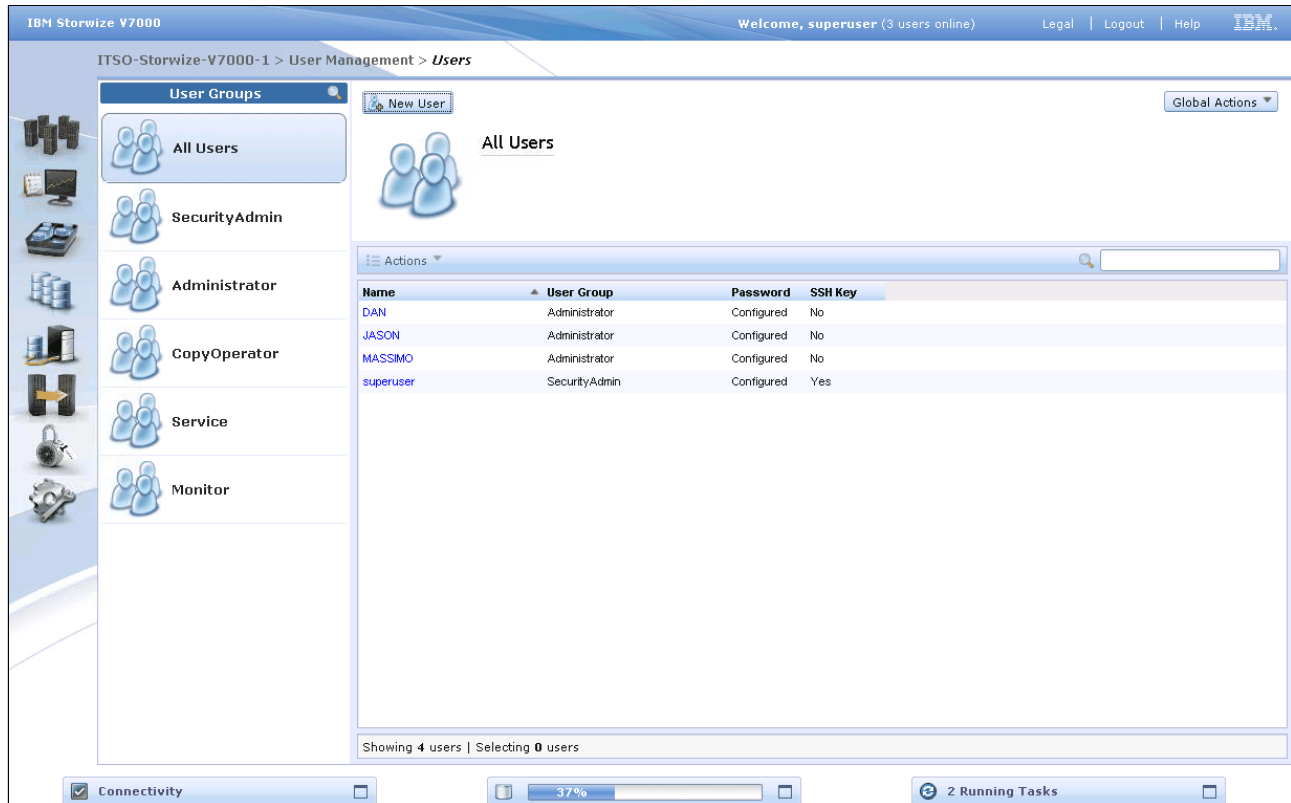 IBM Storwize V7000
Welcome, superuser (3 users online)
Legal | Logout | Help
IBM.
ITSO-Storwize-V7000-1 > User Management > Users
User Groups
All Users
SecurityAdmin
Administrator
CopyOperator
Service
Monitor
New User
Global Actions
All Users
Actions
Name User Group Password SSH Key
DAN Administrator Configured No
JASON Administrator Configured No
MASSIMO Administrator Configured No
superuser SecurityAdmin Configured Yes
Showing 4 users | Selecting 0 users
Connectivity
37%
2 Running Tasks